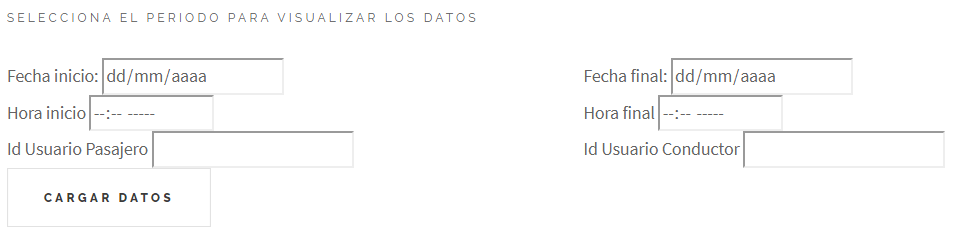 SELECCIONA EL PERIODO PARA VISUALIZAR LOS DATOS
Fecha inicio: dd/mm/aaaa Fecha final: dd/mm/aaaa
Hora inicio --:-- ----- Hora final --:-- -----
Id Usuario Pasajero Id Usuario Conductor
CARGAR DATOS